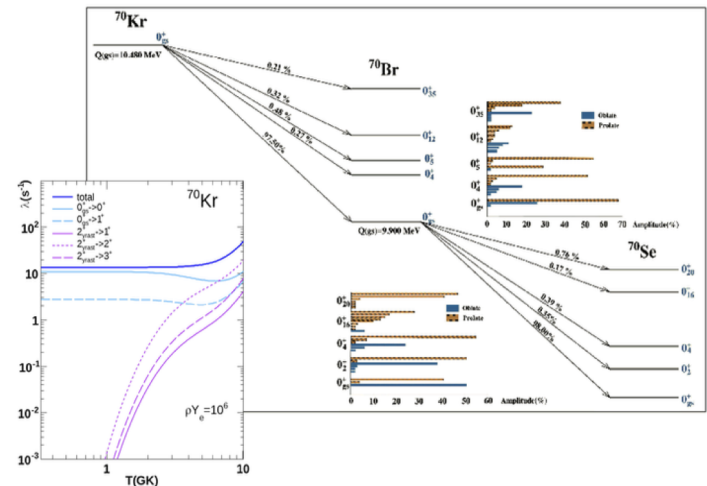 ⁷⁰Kr
0⁺gs
Q(gs)=10.480 MeV
0.21 %
0.32 %
0.48 %
0.27 %
97.50%
⁷⁰Br
0⁺35
0⁺12
0⁺5
0⁺4
Q(gs)=9.900 MeV
0⁺35
0⁺12
0⁺5
0⁺4
0⁺gs
Oblate
Prolate
0 10 20 30 40 50 60 70
Amplitude(%)
0.76 %
0.17 %
0.39 %
0.35%
98.00%
⁷⁰Se
0⁺20
0⁺16
0⁺4
0⁺gs
0⁺20
0⁺16
0⁺4
0⁺2
0⁺gs
Oblate
Prolate
0 10 20 30 40 50 60 Amplitude(%)
λ(s⁻¹)
⁷⁰Kr
total
0⁺gs->0⁺
0⁺gs->1⁺
2⁺yrast->1⁺
2⁺yrast->2⁺
2⁺yrast->3⁺
10²
10
1
10⁻¹
10⁻²
10⁻³
ρYe=10⁶
1 10
T(GK)